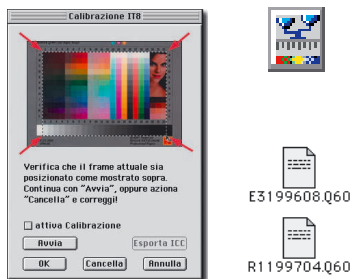 Calibrazione IT8
Verifica che il frame attuale sia
posizionato come mostrato sopra.
Continua con "Avvia", oppure aziona
"Cancella" e correggi!
attiva Calibrazione
Avvia
Esporta ICC
OK
Cancella
Annulla
E3199608.Q60
R1199704.Q60